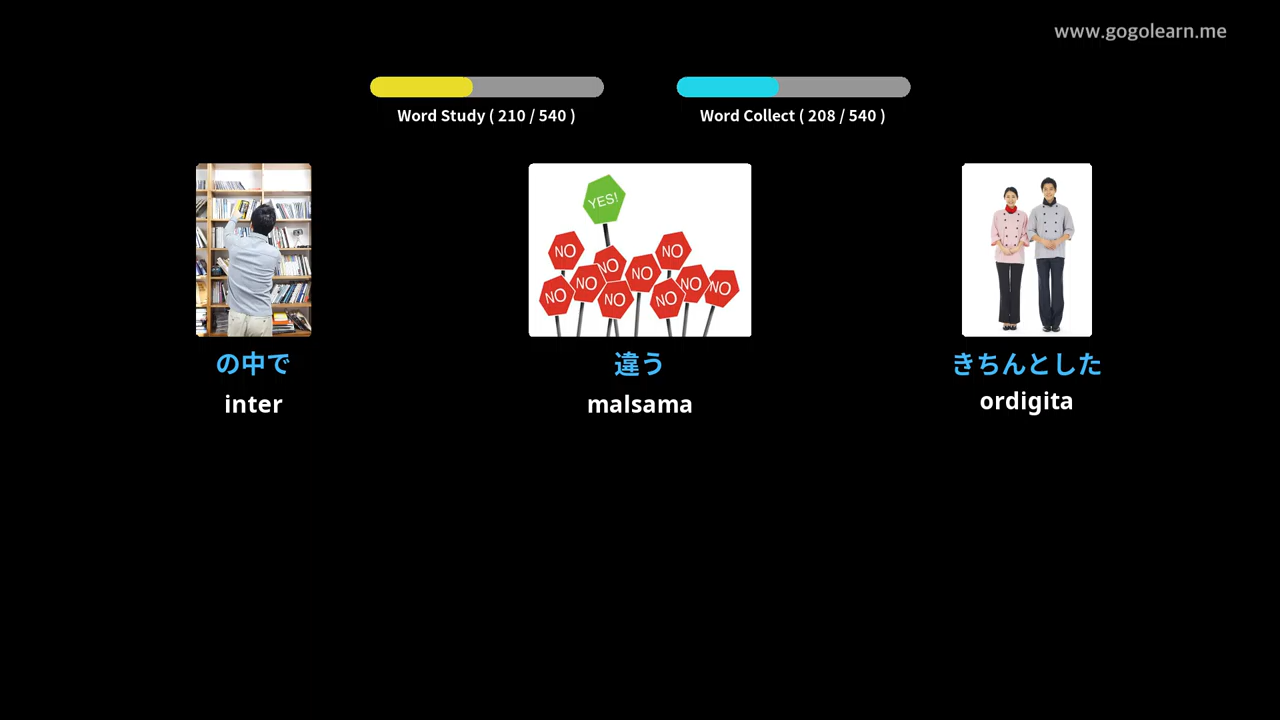 www.gogolearn.me
Word Study ( 210 / 540 )
Word Collect ( 208 / 540 )
YES!
NO
NO
NO
NO
NO
NO
NO
NO
NO
NO
の中で
違う
きちんとした
inter
malsama
ordigita